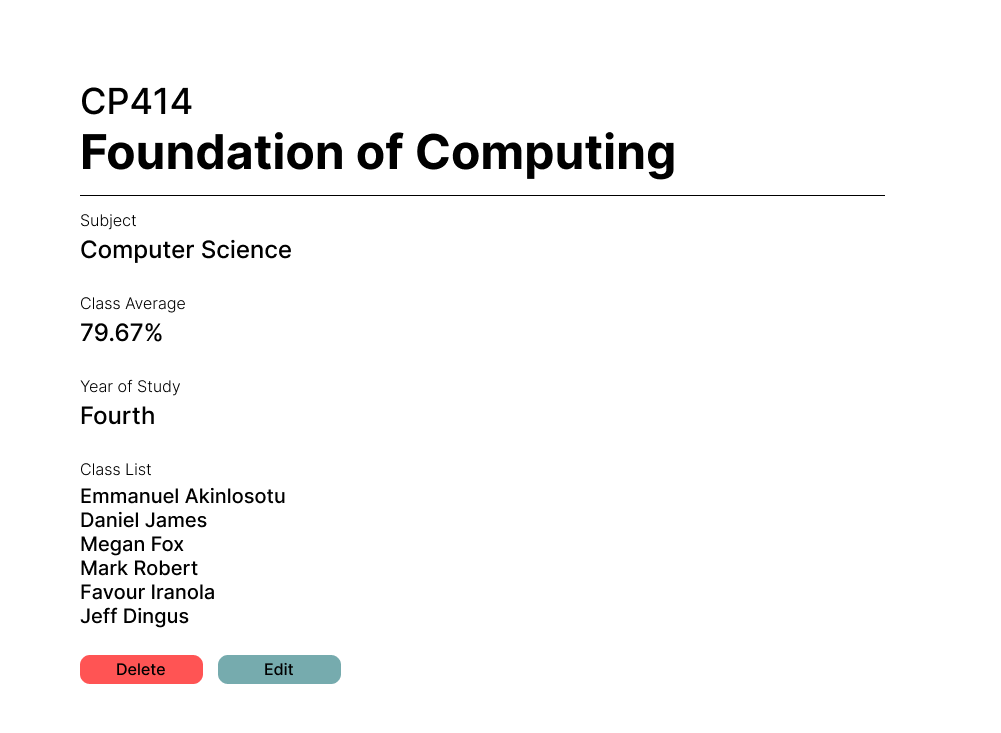 CP414
Foundation of Computing
Subject
Computer Science
Class Average
79.67%
Year of Study
Fourth
Class List
Emmanuel Akinlosotu
Daniel James
Megan Fox
Mark Robert
Favour Iranola
Jeff Dingus
Delete Edit